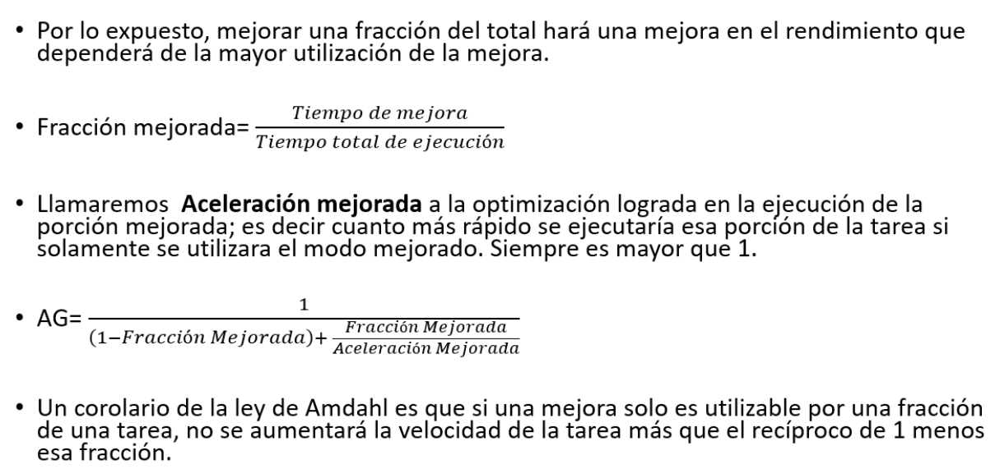 • Por lo expuesto, mejorar una fracción del total hará una mejora en el rendimiento que
dependerá de la mayor utilización de la mejora.
• Fracción mejorada= Tiempo de mejora / Tiempo total de ejecución
• Llamaremos Aceleración mejorada a la optimización lograda en la ejecución de la
porción mejorada; es decir cuanto más rápido se ejecutaría esa porción de la tarea si
solamente se utilizara el modo mejorado. Siempre es mayor que 1.
• AG= 1 / ((1−Fracción Mejorada)+ Fracción Mejorada / Aceleración Mejorada)
• Un corolario de la ley de Amdahl es que si una mejora solo es utilizable por una fracción
de una tarea, no se aumentará la velocidad de la tarea más que el recíproco de 1 menos
esa fracción.